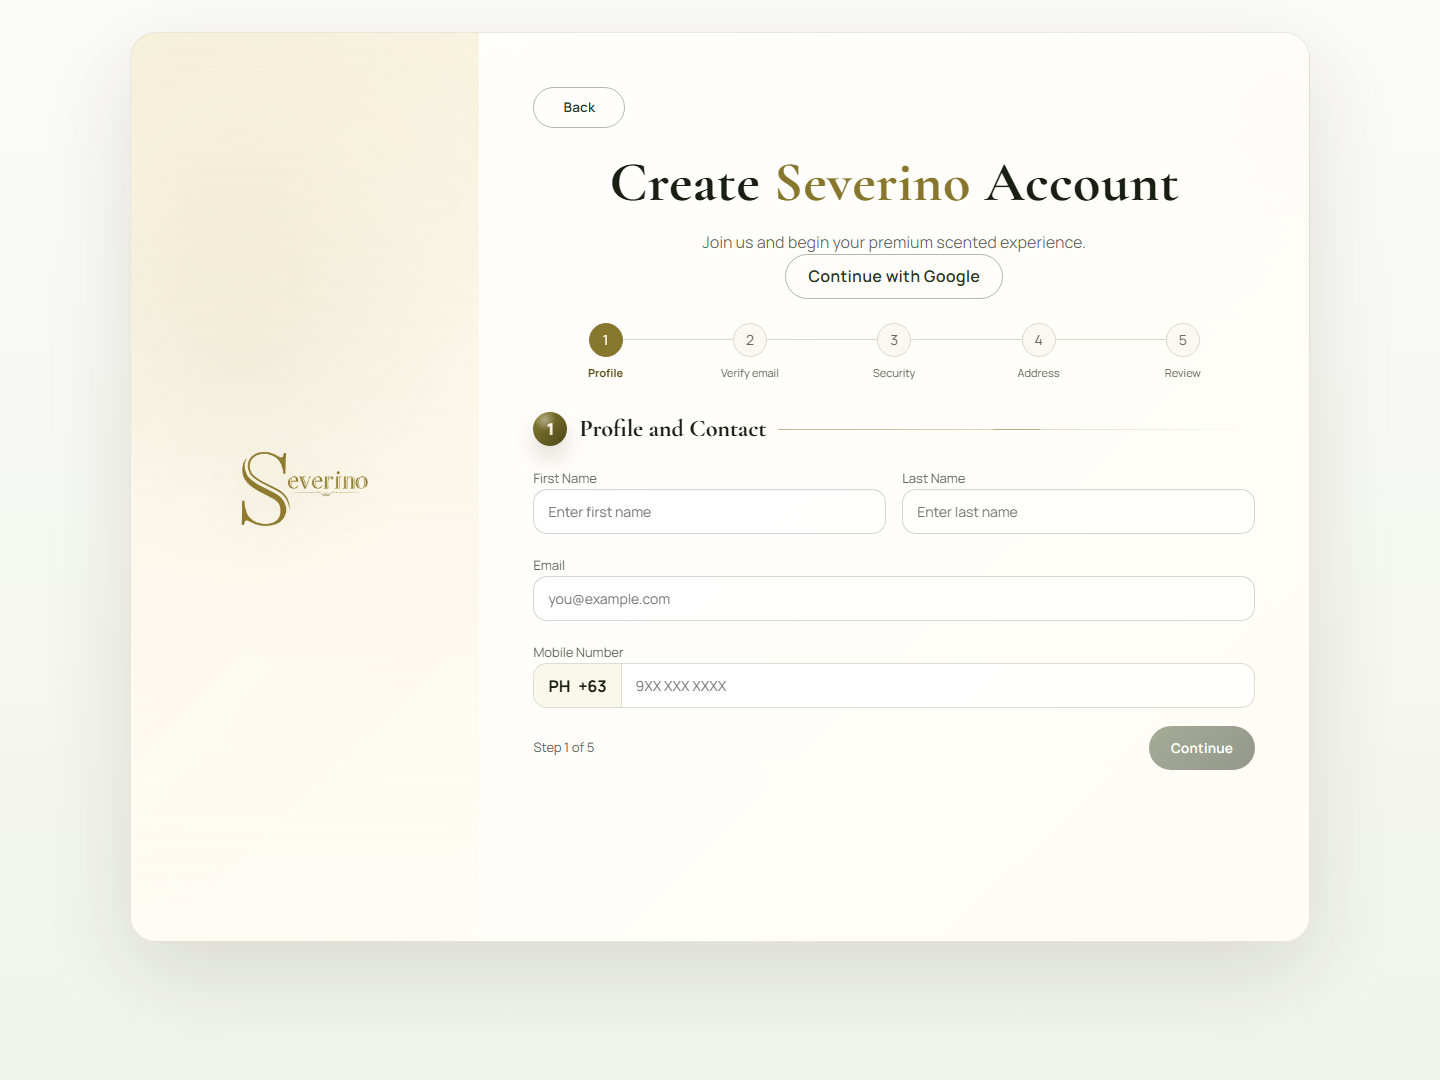 Severino
Back
Create Severino Account
Join us and begin your premium scented experience.
Continue with Google
1
2
3
4
5
Profile
Verify email
Security
Address
Review
1 Profile and Contact
First Name
Last Name
Enter first name
Enter last name
Email
you@example.com
Mobile Number
PH +63
9XX XXX XXXX
Step 1 of 5
Continue